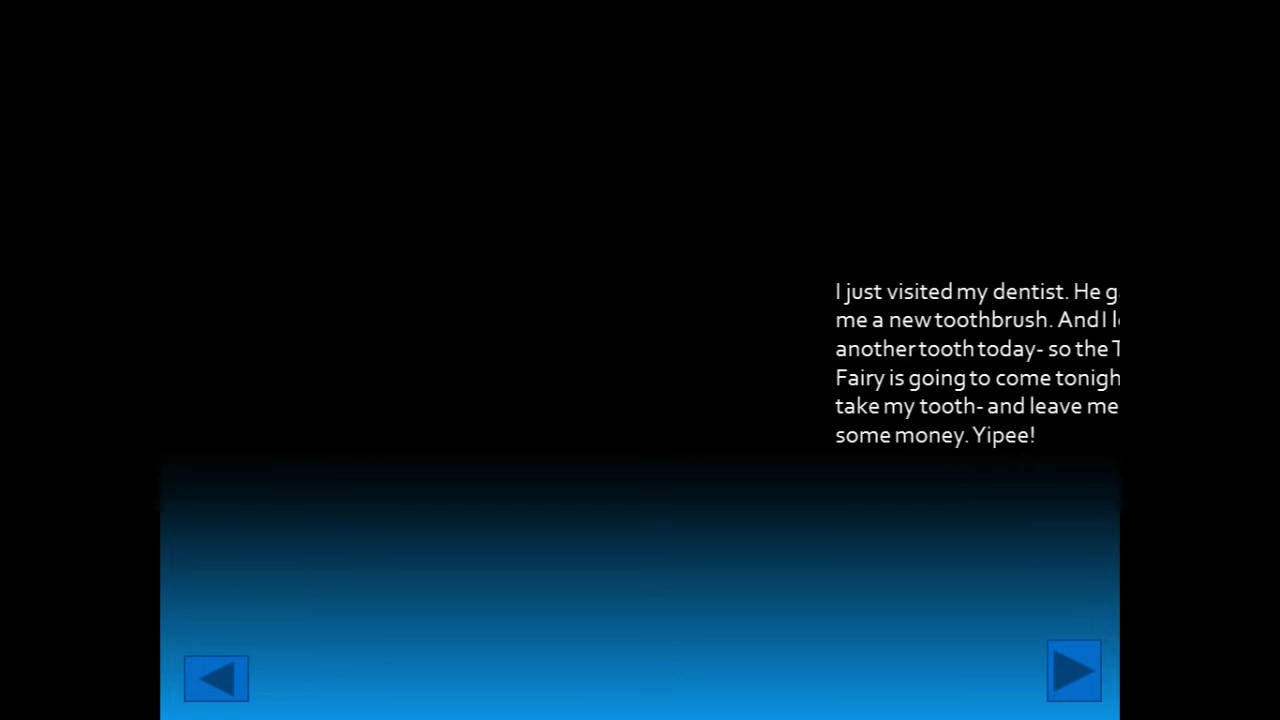 I just visited my dentist. He
me a new toothbrush. And I
another tooth today- so the
Fairy is going to come
take my tooth- and leave me
some money. Yipee!